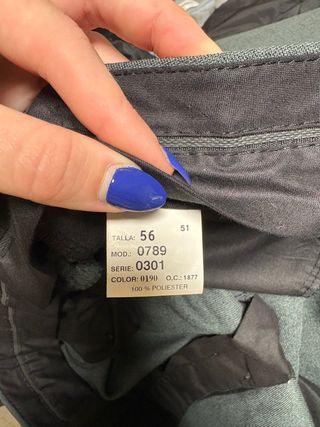 51
TALLA: 56
MOD.: 0789
SERIE: 0301
COLOR: 0190 O.C.: 1877
100 % POLIESTER